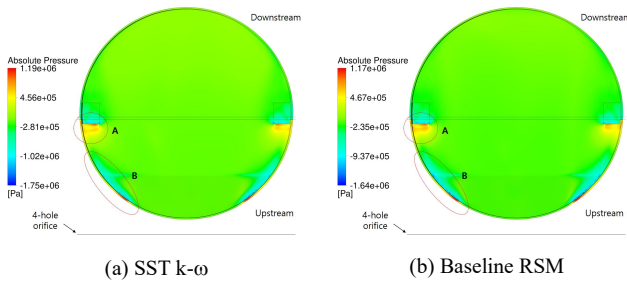 Downstream
Absolute Pressure
1.19e+06
4.56e+05
-2.81e+05
-1.02e+06
-1.75e+06
[Pa]
A
B
Upstream
4-hole
orifice
(a) SST k-ω
Downstream
Absolute Pressure
1.17e+06
4.67e+05
-2.35e+05
-9.37e+05
-1.64e+06
[Pa]
A
B
Upstream
4-hole
orifice
(b) Baseline RSM